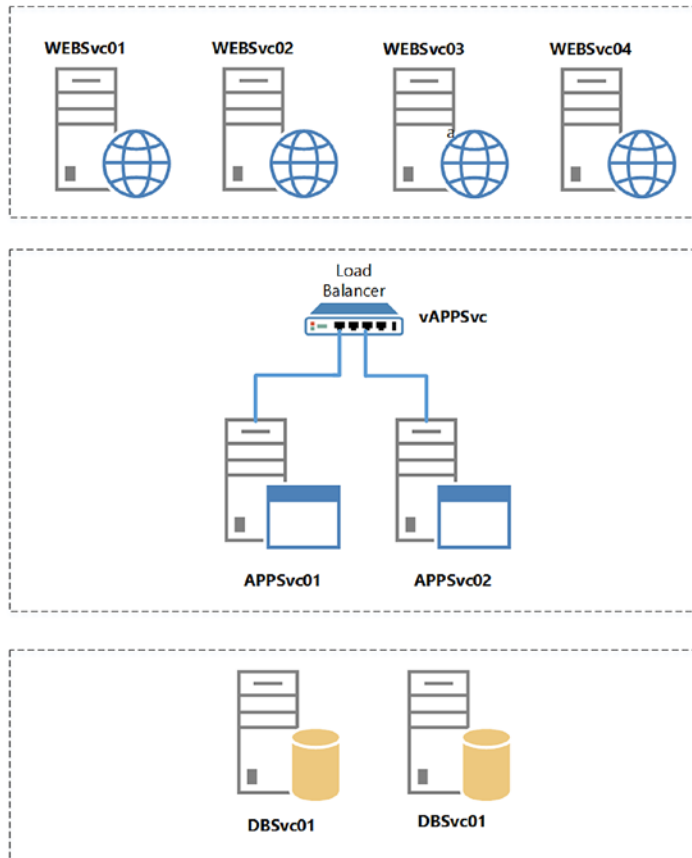 WEBSvc01 WEBSvc02 WEBSvc03 WEBSvc04
a
Load
Balancer
vAPPSvc
APPSvc01 APPSvc02
DBSvc01 DBSvc01